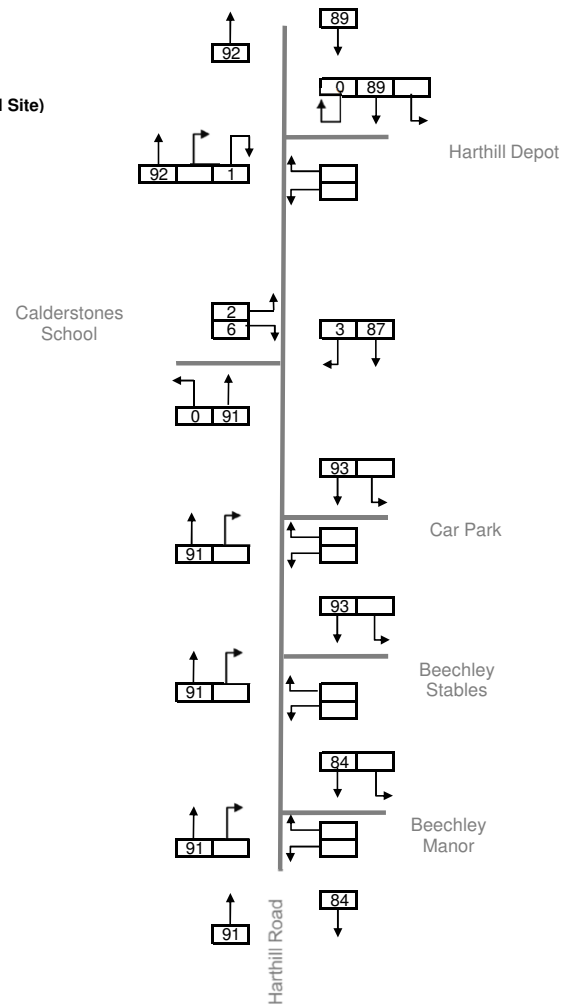 89
92
l Site)
0 89
Harthill Depot
92 1
Calderstones
School
2
6
3 87
0 91
93
Car Park
91
93
Beechley
Stables
91
84
Beechley
Manor
91
84
91
Harthill Road